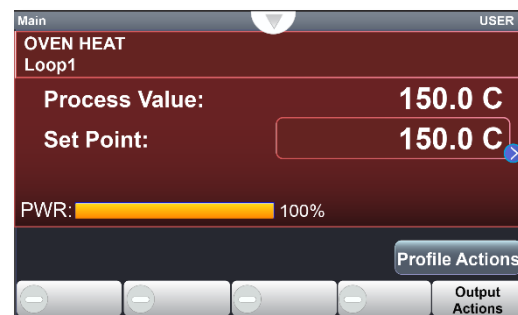 Main USER
OVEN HEAT
Loop1
Process Value: 150.0 C
Set Point: 150.0 C
PWR: 100%
Profile Actions
Output
Actions